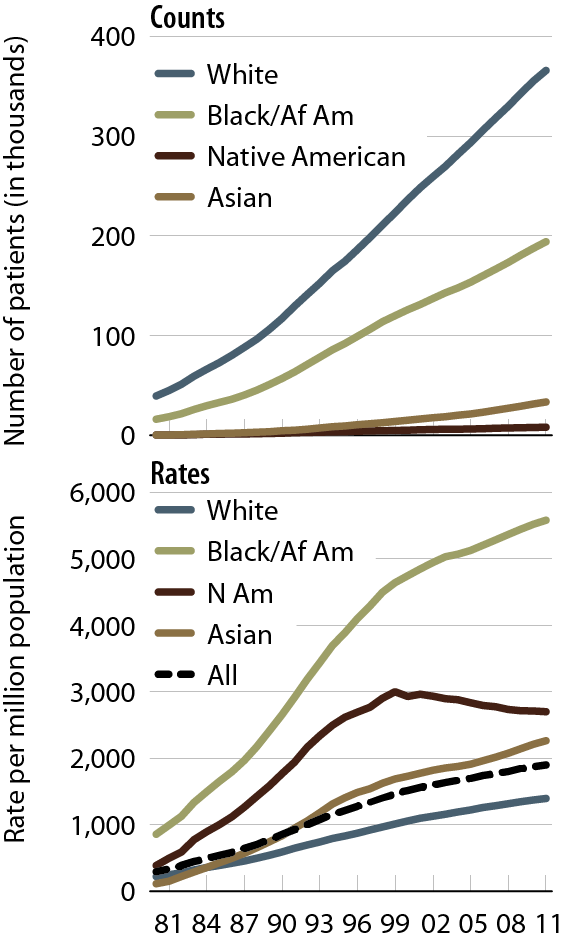 Counts
Number of patients (in thousands)
400
300
200
100
0
White
Black/Af Am
Native American
Asian
Rates
Rate per million population
6,000
5,000
4,000
3,000
2,000
1,000
0
White
Black/Af Am
N Am
Asian
All
81 84 87 90 93 96 99 02 05 08 11